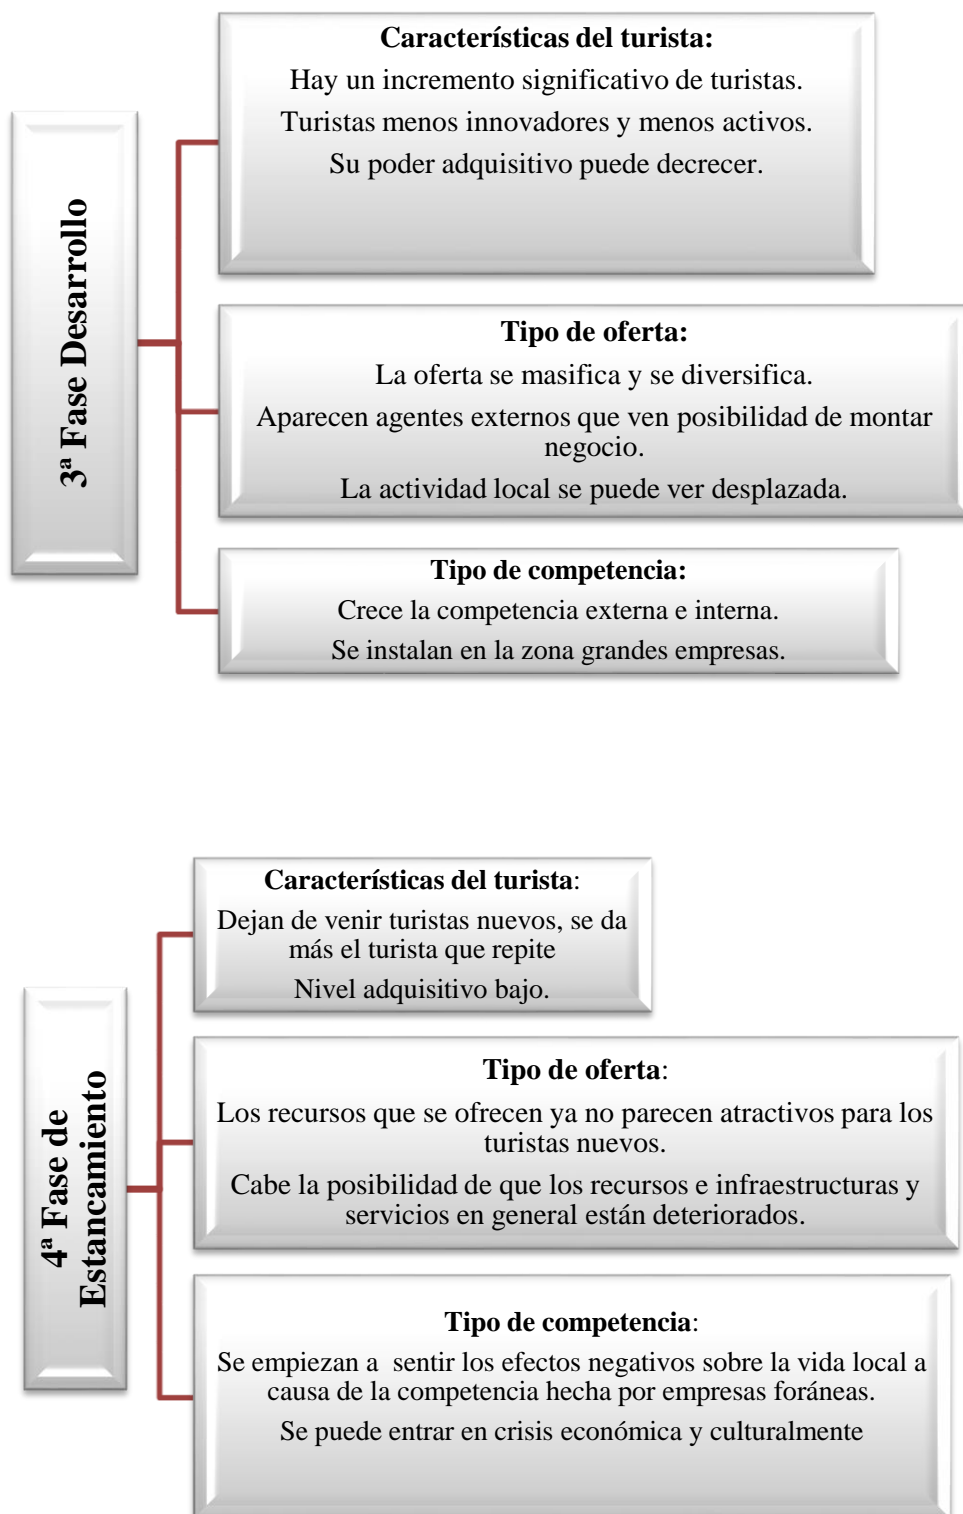 3ª Fase Desarrollo
Características del turista:
Hay un incremento significativo de turistas.
Turistas menos innovadores y menos activos.
Su poder adquisitivo puede decrecer.
Tipo de oferta:
La oferta se masifica y se diversifica.
Aparecen agentes externos que ven posibilidad de montar
negocio.
La actividad local se puede ver desplazada.
Tipo de competencia:
Crece la competencia externa e interna.
Se instalan en la zona grandes empresas.
4ª Fase de
Estancamiento
Características del turista:
Dejan de venir turistas nuevos, se da
más el turista que repite
Nivel adquisitivo bajo.
Tipo de oferta:
Los recursos que se ofrecen ya no parecen atractivos para los
turistas nuevos.
Cabe la posibilidad de que los recursos e infraestructuras y
servicios en general están deteriorados.
Tipo de competencia:
Se empiezan a  sentir los efectos negativos sobre la vida local a
causa de la competencia hecha por empresas foráneas.
Se puede entrar en crisis económica y culturalmente